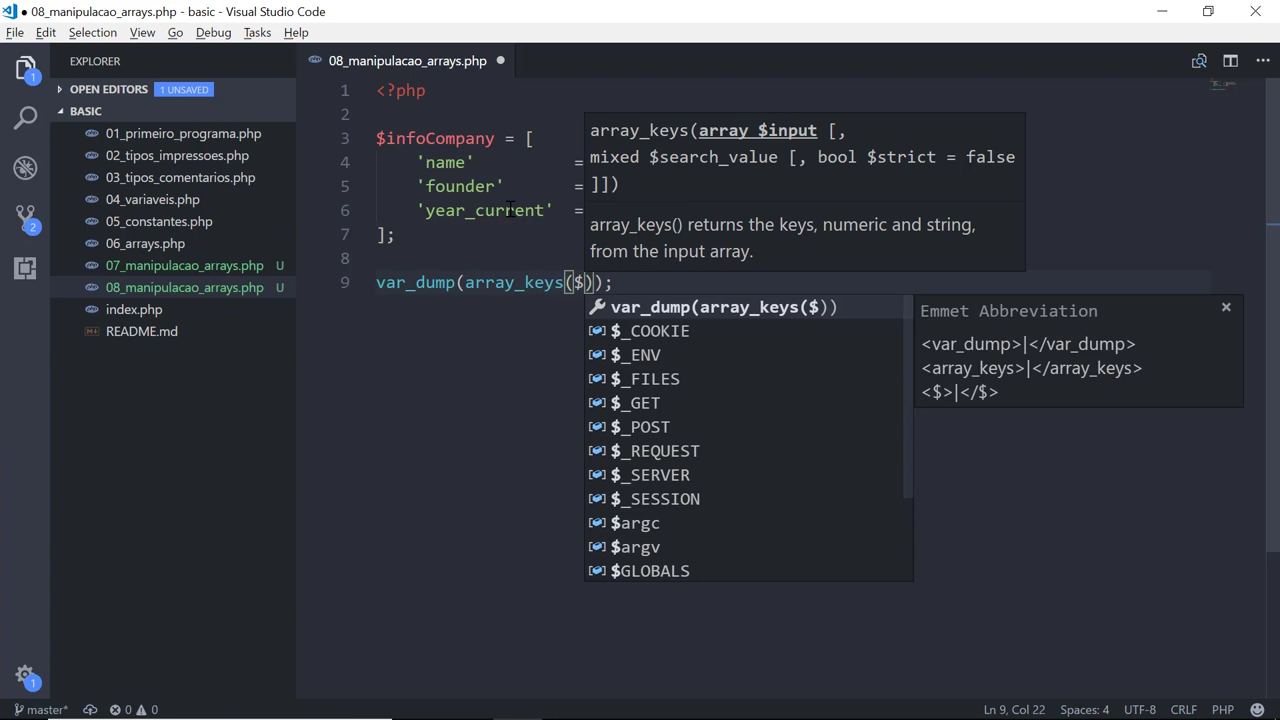 ● 08_manipulacao_arrays.php - basic - Visual Studio Code
File Edit Selection View Go Debug Tasks Help
EXPLORER
OPEN EDITORS 1 UNSAVED
BASIC
01_primeiro_programa.php
02_tipos_impressoes.php
03_tipos_comentarios.php
04_variaveis.php
05_constantes.php
06_arrays.php
07_manipulacao_arrays.php U
08_manipulacao_arrays.php U
index.php
README.md
1
2
1
08_manipulacao_arrays.php ●
1 <?php
2
3 $infoCompany = [
4 'name' =
5 'founder' =
6 'year_current' =
7 ];
8
9 var_dump(array_keys($));
array_keys(array $input [,
mixed $search_value [, bool $strict = false
]])
array_keys() returns the keys, numeric and string,
from the input array.
var_dump(array_keys($))
$_COOKIE
$_ENV
$_FILES
$_GET
$_POST
$_REQUEST
$_SERVER
$_SESSION
$argc
$argv
$GLOBALS
Emmet Abbreviation ×
<var_dump>|</var_dump>
<array_keys>|</array_keys>
<$>|</$>
master* 0 0 Ln 9, Col 22 Spaces: 4 UTF-8 CRLF PHP